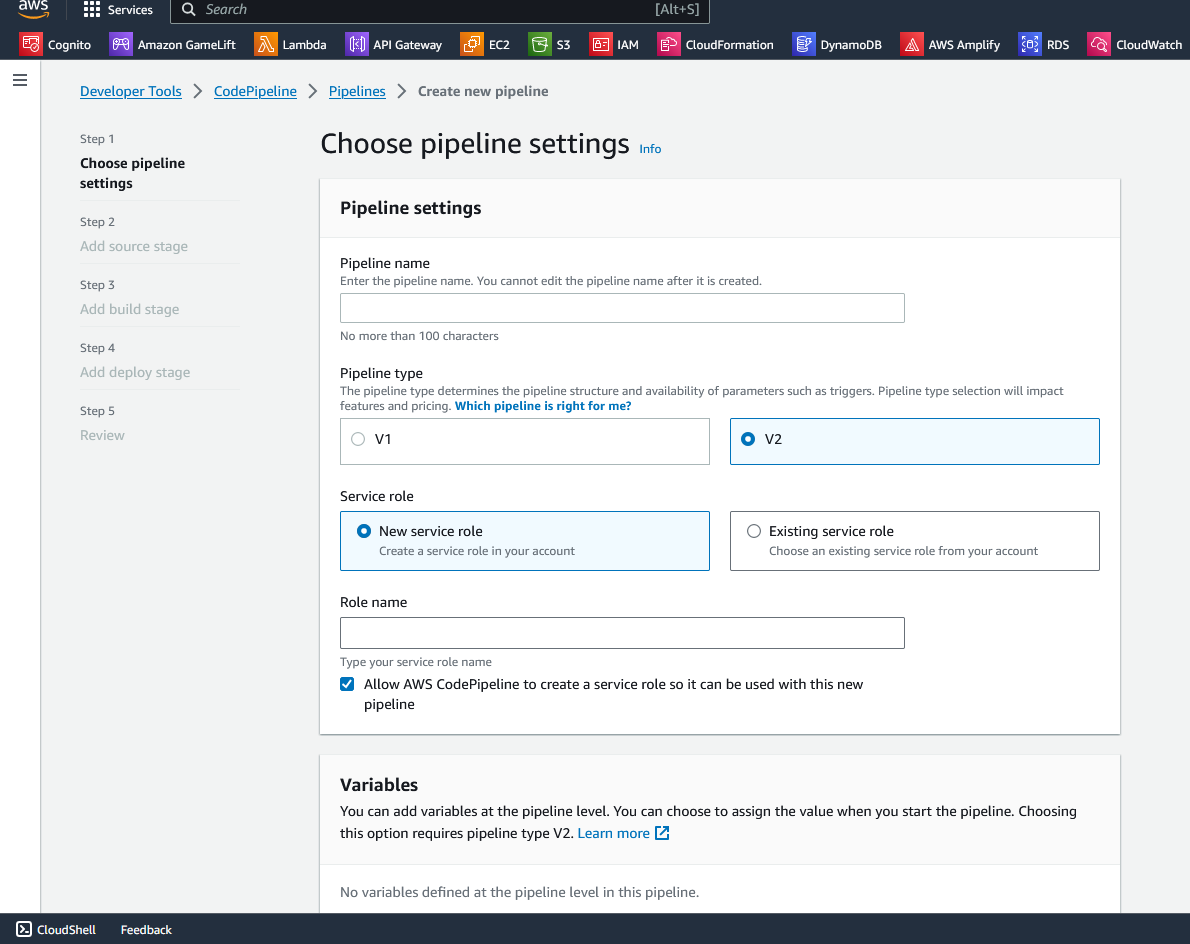 aws
Services
Search
[Alt+S]
Cognito
Amazon GameLift
Lambda
API Gateway
EC2
S3
IAM
CloudFormation
DynamoDB
AWS Amplify
RDS
CloudWatch
Developer Tools
CodePipeline
Pipelines
Create new pipeline
Step 1
Choose pipeline
settings
Step 2
Add source stage
Step 3
Add build stage
Step 4
Add deploy stage
Step 5
Review
Choose pipeline settings Info
Pipeline settings
Pipeline name
Enter the pipeline name. You cannot edit the pipeline name after it is created.
No more than 100 characters
Pipeline type
The pipeline type determines the pipeline structure and availability of parameters such as triggers. Pipeline type selection will impact
features and pricing. Which pipeline is right for me?
V1
V2
Service role
New service role
Create a service role in your account
Existing service role
Choose an existing service role from your account
Role name
Type your service role name
Allow AWS CodePipeline to create a service role so it can be used with this new
pipeline
Variables
You can add variables at the pipeline level. You can choose to assign the value when you start the pipeline. Choosing
this option requires pipeline type V2. Learn more
No variables defined at the pipeline level in this pipeline.
CloudShell
Feedback